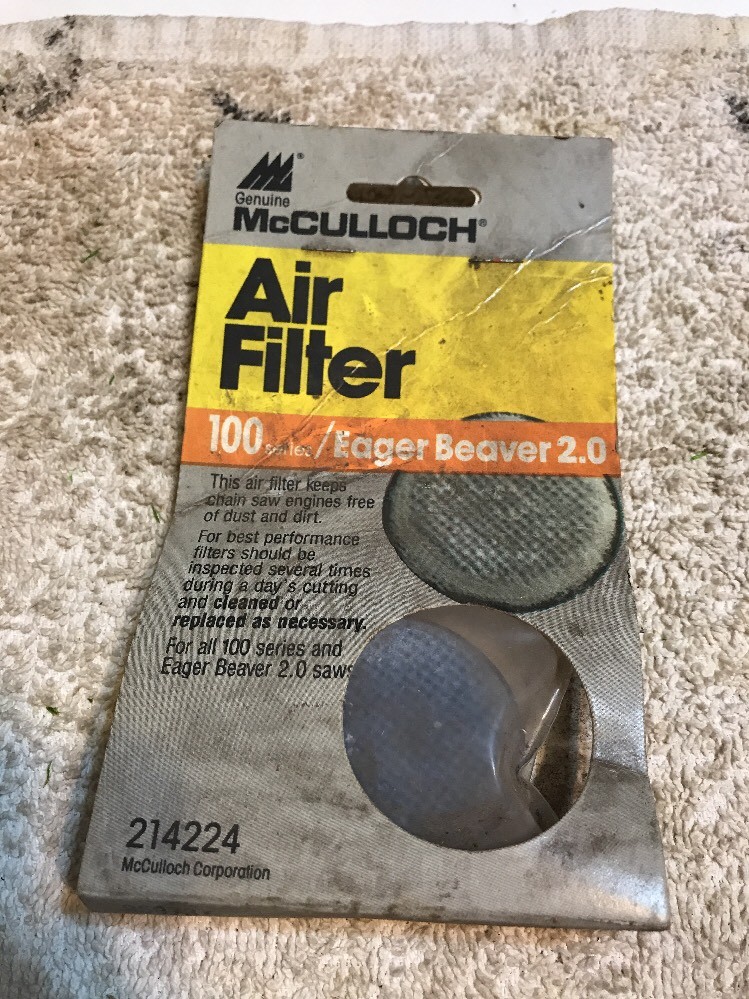 Genuine
McCULLOCH®
Air
Filter
100 series/Eager Beaver 2.0
This air filter keeps
chain saw engines free
of dust and dirt.
For best performance
filters should be
inspected several times
during a day's cutting
and cleaned or
replaced as necessary.
For all 100 series and
Eager Beaver 2.0 saws
214224
McCulloch Corporation